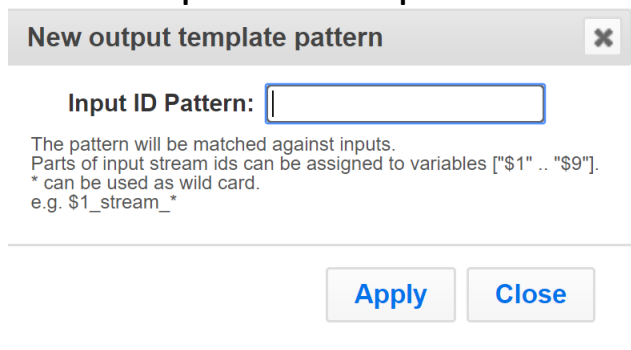 New output template pattern
Input ID Pattern:
The pattern will be matched against inputs.
Parts of input stream ids can be assigned to variables ["$1" .. "$9"].
* can be used as wild card.
e.g. $1_stream_*
Apply
Close